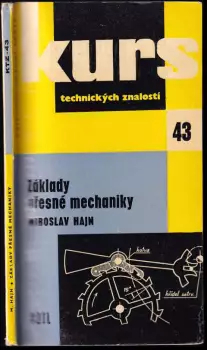 kurs
technických znalostí
43
Základy
přesné mechaniky
MIROSLAV HAJN
SNTL
kotva
10°
hřídel setrv.
KTZ-43
M. HAJN • ZÁKLADY PŘESNÉ MECHANIKY